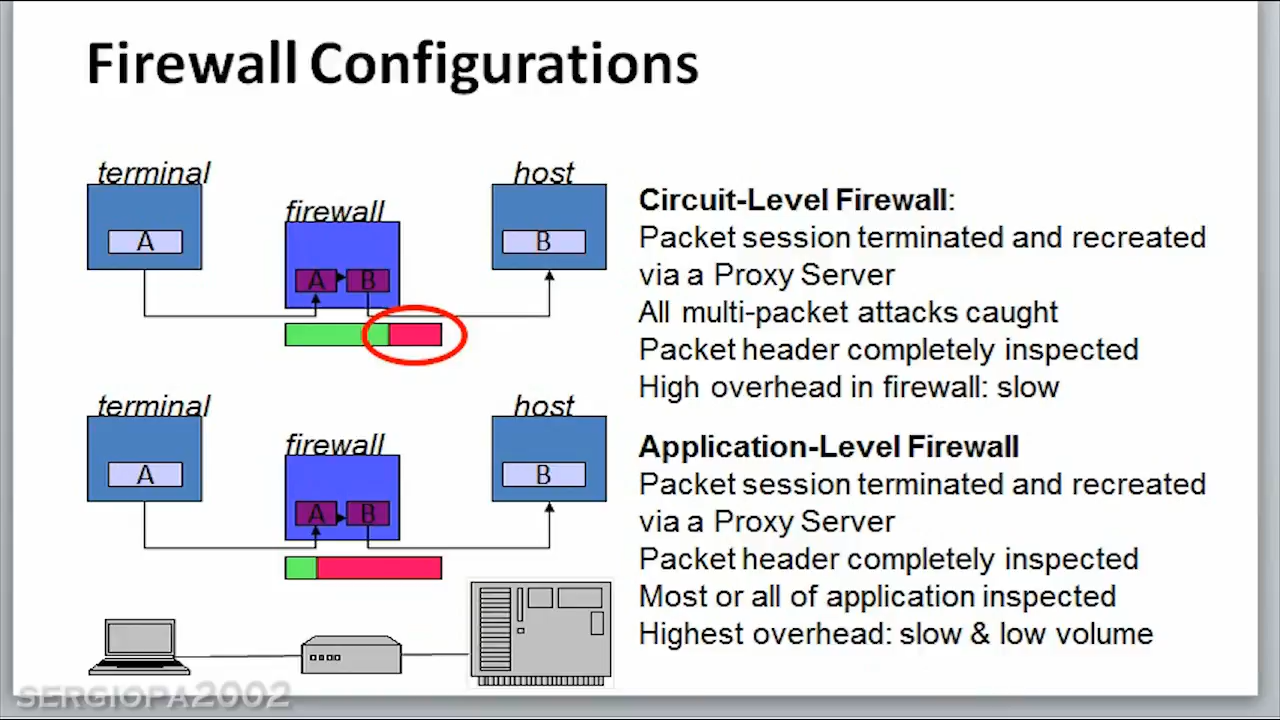 Firewall Configurations
terminal
host
firewall
A
B
A
B
Circuit-Level Firewall:
Packet session terminated and recreated
via a Proxy Server
All multi-packet attacks caught
Packet header completely inspected
High overhead in firewall: slow
terminal
host
firewall
A
B
A
B
Application-Level Firewall
Packet session terminated and recreated
via a Proxy Server
Packet header completely inspected
Most or all of application inspected
Highest overhead: slow & low volume
SERGIOPA2002